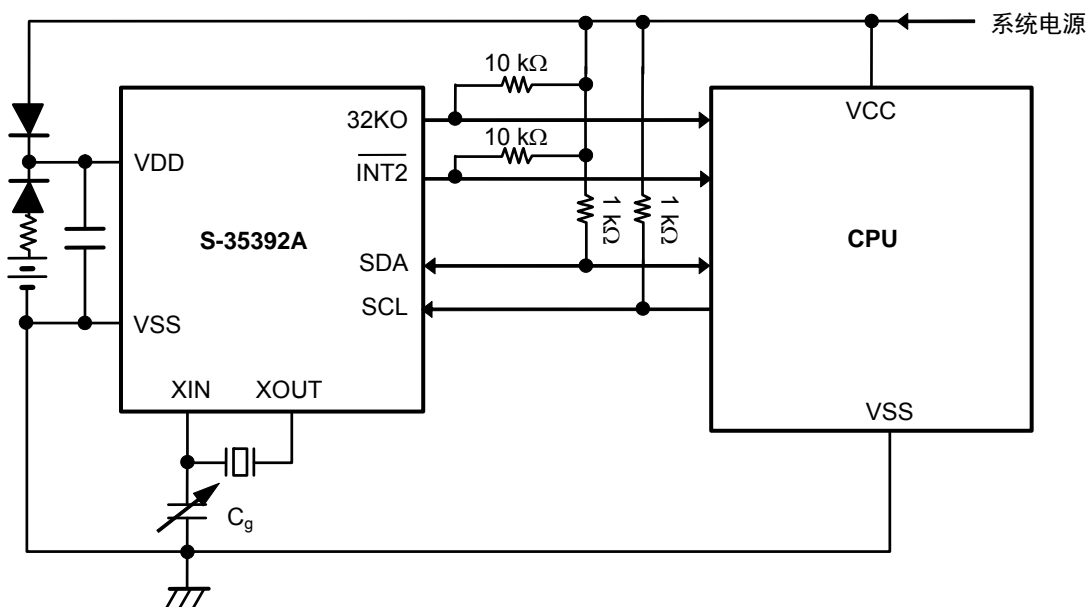 系统电源
10 kΩ
32KO
VCC
10 kΩ
VDD
INT2
1 kΩ
1 kΩ
S-35392A
CPU
SDA
SCL
VSS
XIN
XOUT
VSS
Cg